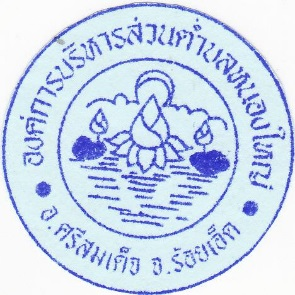 องค์การบริหารส่วนตำบลหนองใหญ่
อ.ศรีสมเด็จ จ.ร้อยเอ็ด